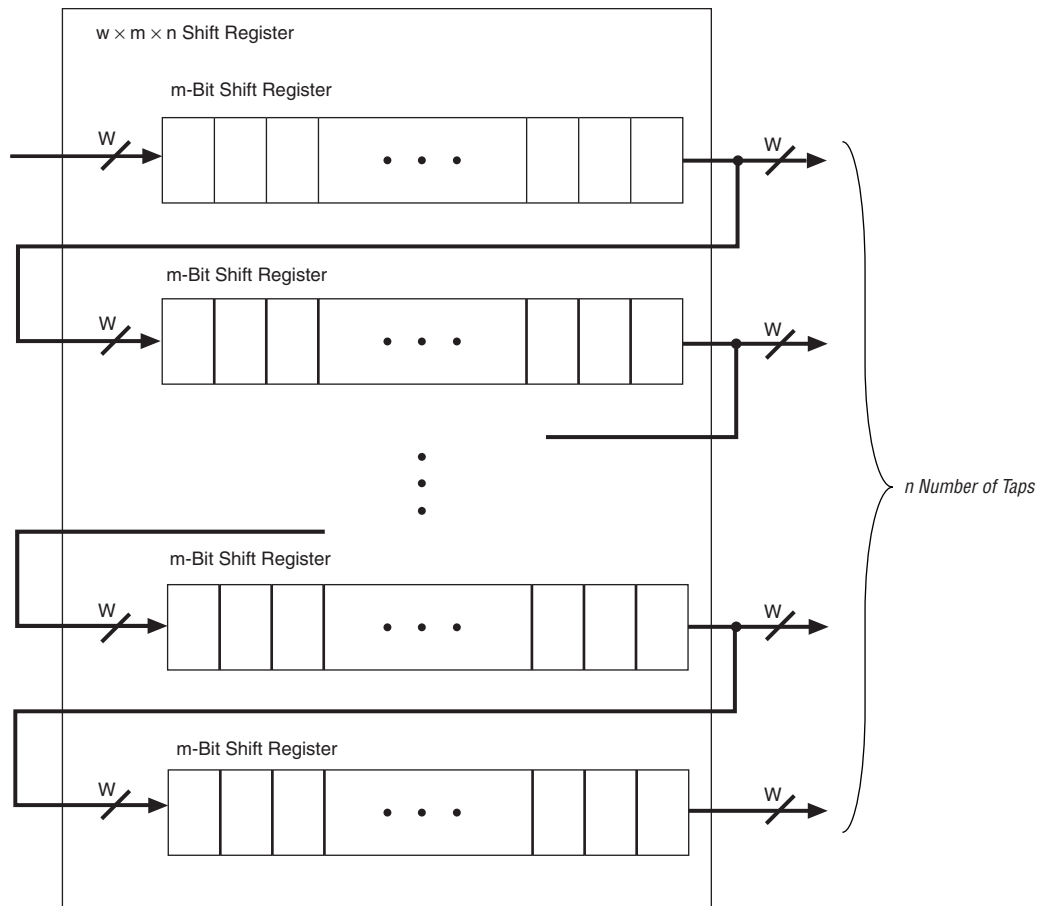 w × m × n Shift Register
m-Bit Shift Register
W
W
m-Bit Shift Register
W
W
n Number of Taps
m-Bit Shift Register
W
W
m-Bit Shift Register
W
W